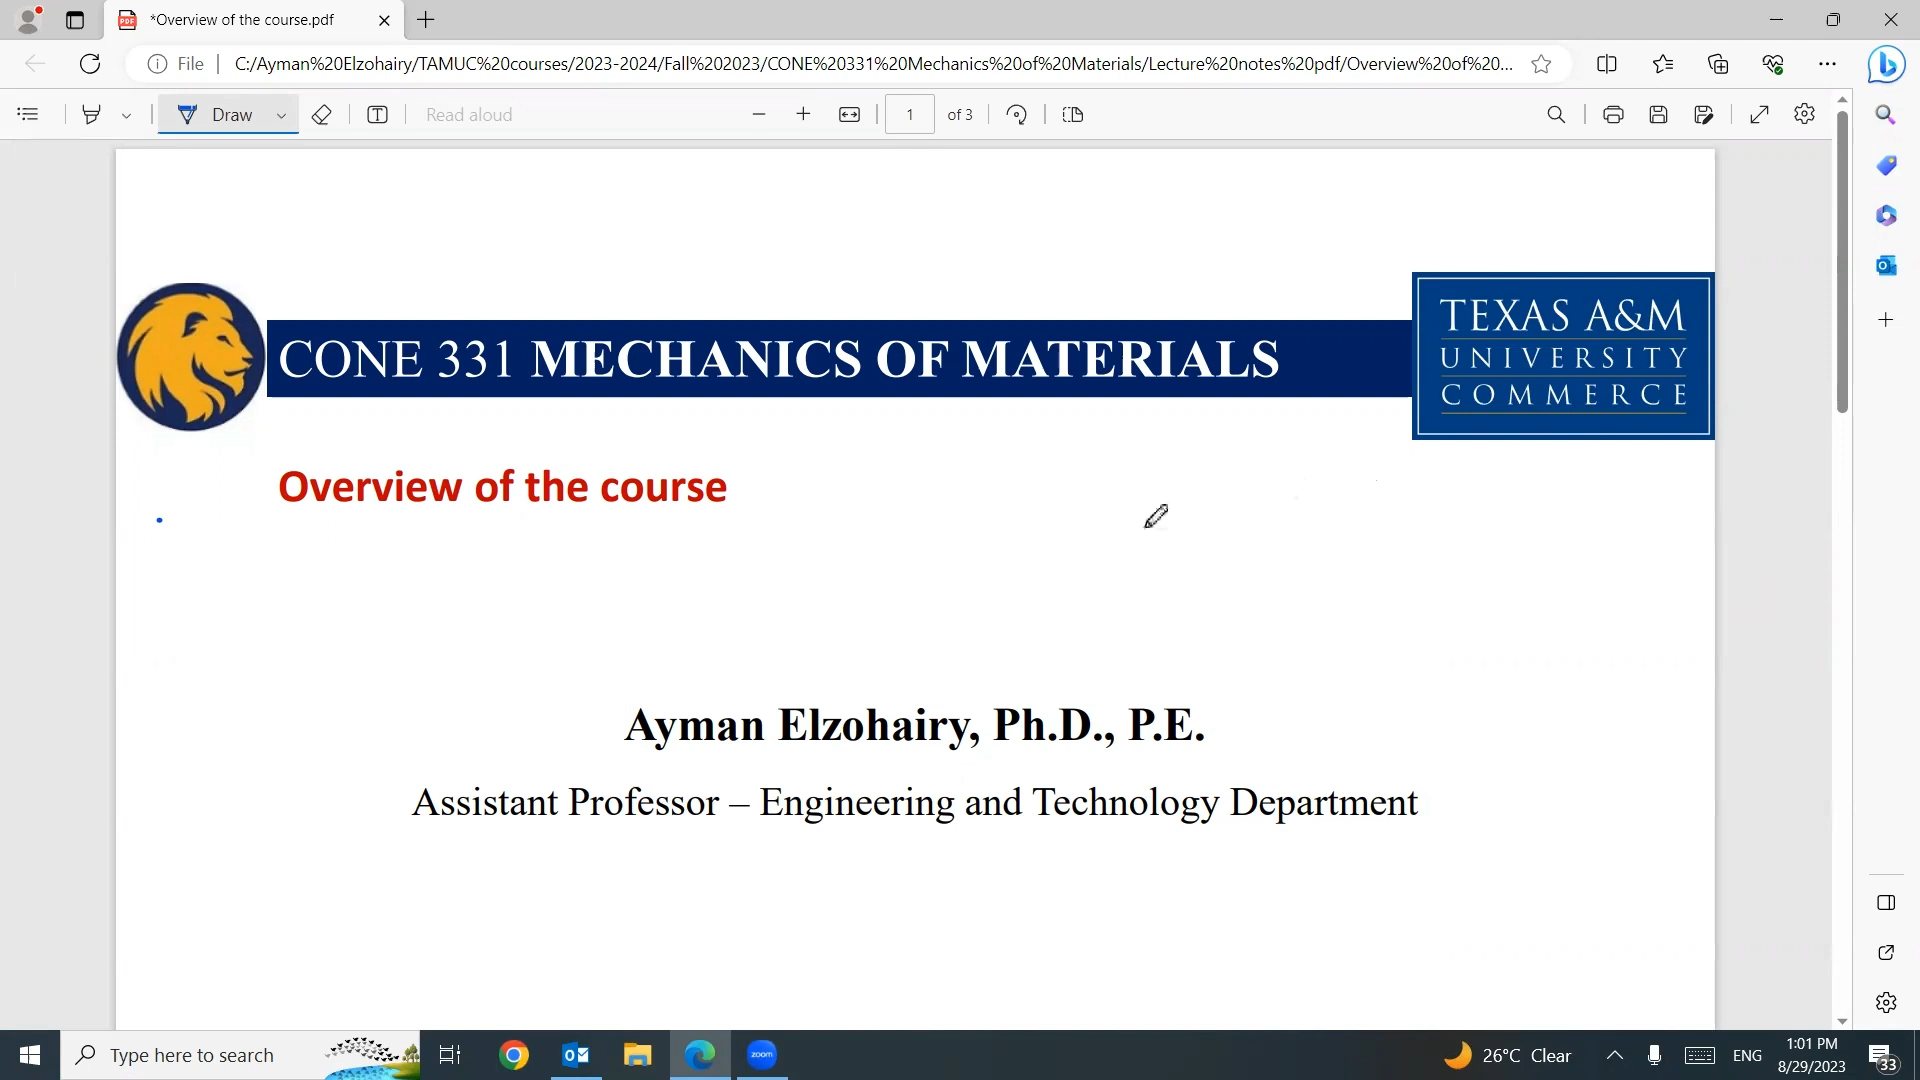 *Overview of the course.pdf
File
C:/Ayman%20Elzohairy/TAMUC%20courses/2023-2024/Fall%202023/CONE%20331%20Mechanics%20of%20Materials/Lecture%20notes%20pdf/Overview%20of%20...
Draw
Read aloud
1 of 3
CONE 331 MECHANICS OF MATERIALS
TEXAS A&M
UNIVERSITY
COMMERCE
Overview of the course
Ayman Elzohairy, Ph.D., P.E.
Assistant Professor – Engineering and Technology Department
Type here to search
zoom
26°C Clear
ENG
1:01 PM
8/29/2023
33